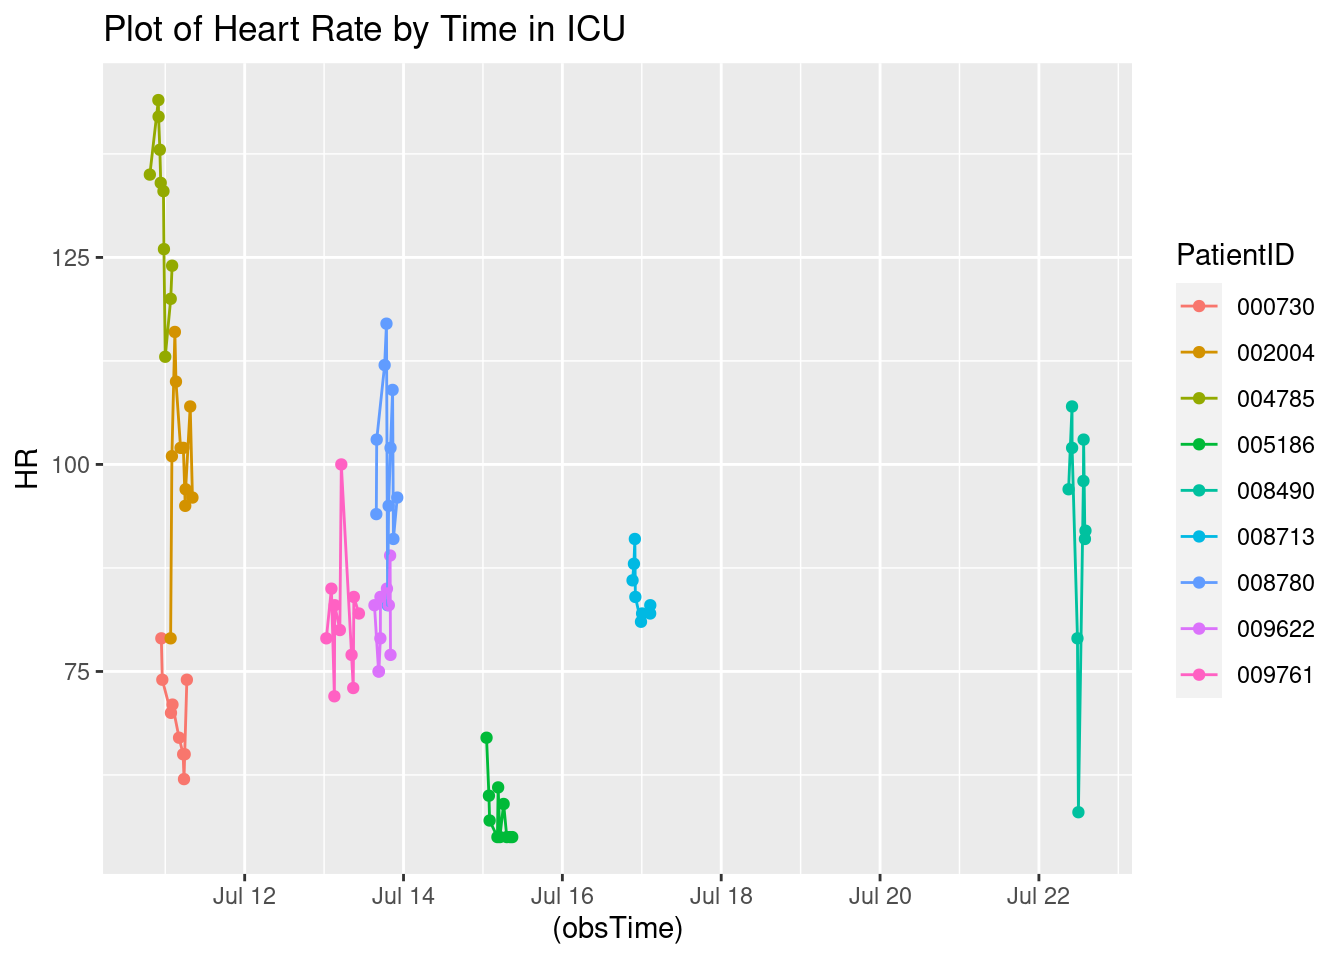 Plot of Heart Rate by Time in ICU
HR
125
100
75
Jul 12 Jul 14 Jul 16 Jul 18 Jul 20 Jul 22
(obsTime)
PatientID
000730
002004
004785
005186
008490
008713
008780
009622
009761